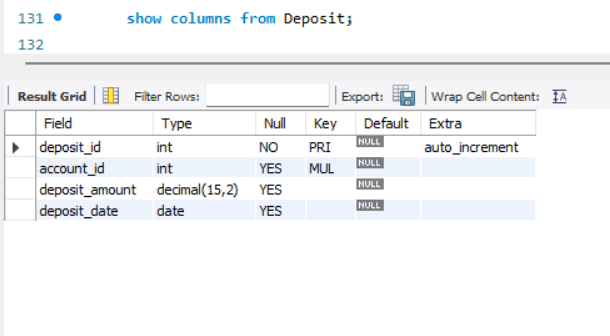 131 show columns from Deposit;
132
Result Grid Filter Rows: Export: Wrap Cell Content: IA
Field Type Null Key Default Extra
deposit_id int NO PRI NULL auto_increment
account_id int YES MUL NULL
deposit_amount decimal(15,2) YES NULL
deposit_date date YES NULL